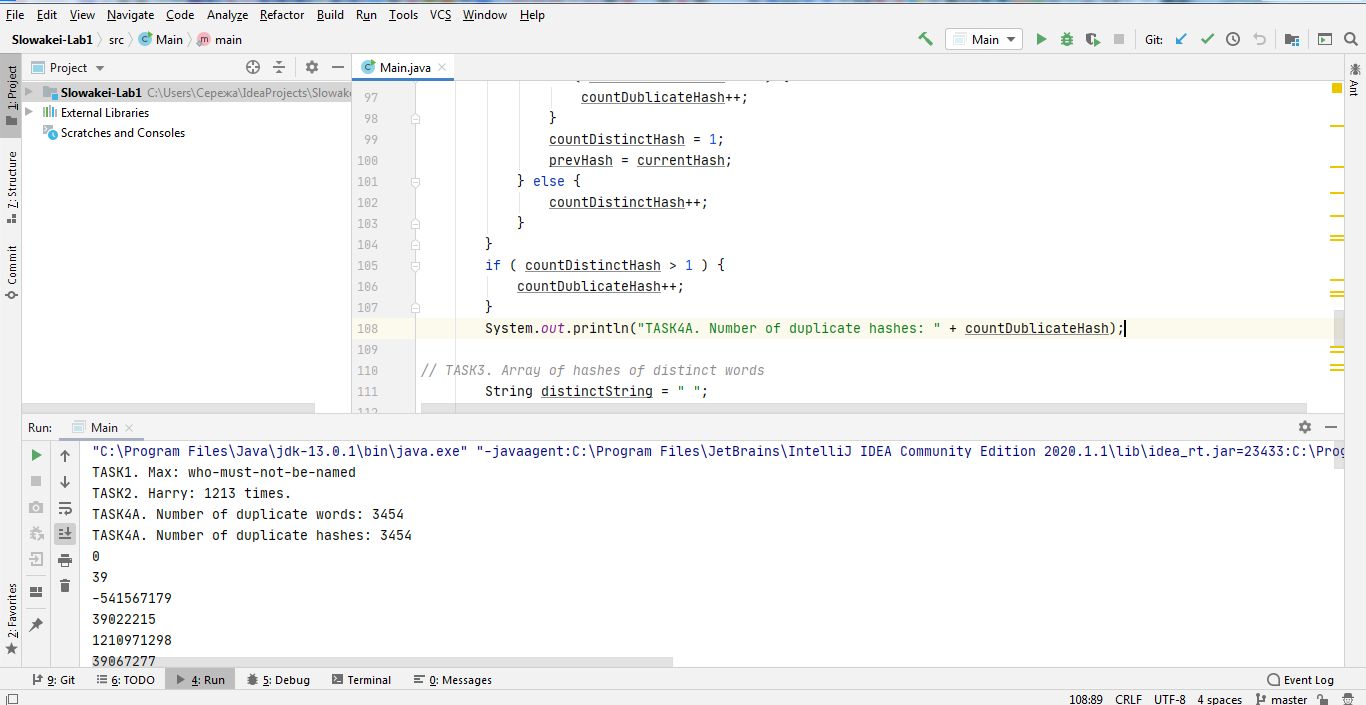 File Edit View Navigate Code Analyze Refactor Build Run Tools VCS Window Help
Slowakei-Lab1 src Main main Main Git:
1: Project
Project
Main.java
Slowakei-Lab1 C:\Users\Сережа\IdeaProjects\Slowake
External Libraries
Scratches and Consoles
7: Structure
Commit
Ant
97 countDublicateHash++;
98 }
99 countDistinctHash = 1;
100 prevHash = currentHash;
101 } else {
102 countDistinctHash++;
103 }
104 }
105 if ( countDistinctHash > 1 ) {
106 countDublicateHash++;
107 }
108 System.out.println("TASK4A. Number of duplicate hashes: " + countDublicateHash);
109
110 // TASK3. Array of hashes of distinct words
111 String distinctString = " ";
112
Run: Main
"C:\Program Files\Java\jdk-13.0.1\bin\java.exe" "-javaagent:C:\Program Files\JetBrains\IntelliJ IDEA Community Edition 2020.1.1\lib\idea_rt.jar=23433:C:\Prog
TASK1. Max: who-must-not-be-named
TASK2. Harry: 1213 times.
TASK4A. Number of duplicate words: 3454
TASK4A. Number of duplicate hashes: 3454
0
39
-541567179
39022215
1210971298
39067277
2: Favorites
9: Git 6: TODO 4: Run 5: Debug Terminal 0: Messages Event Log
108:89 CRLF UTF-8 4 spaces master